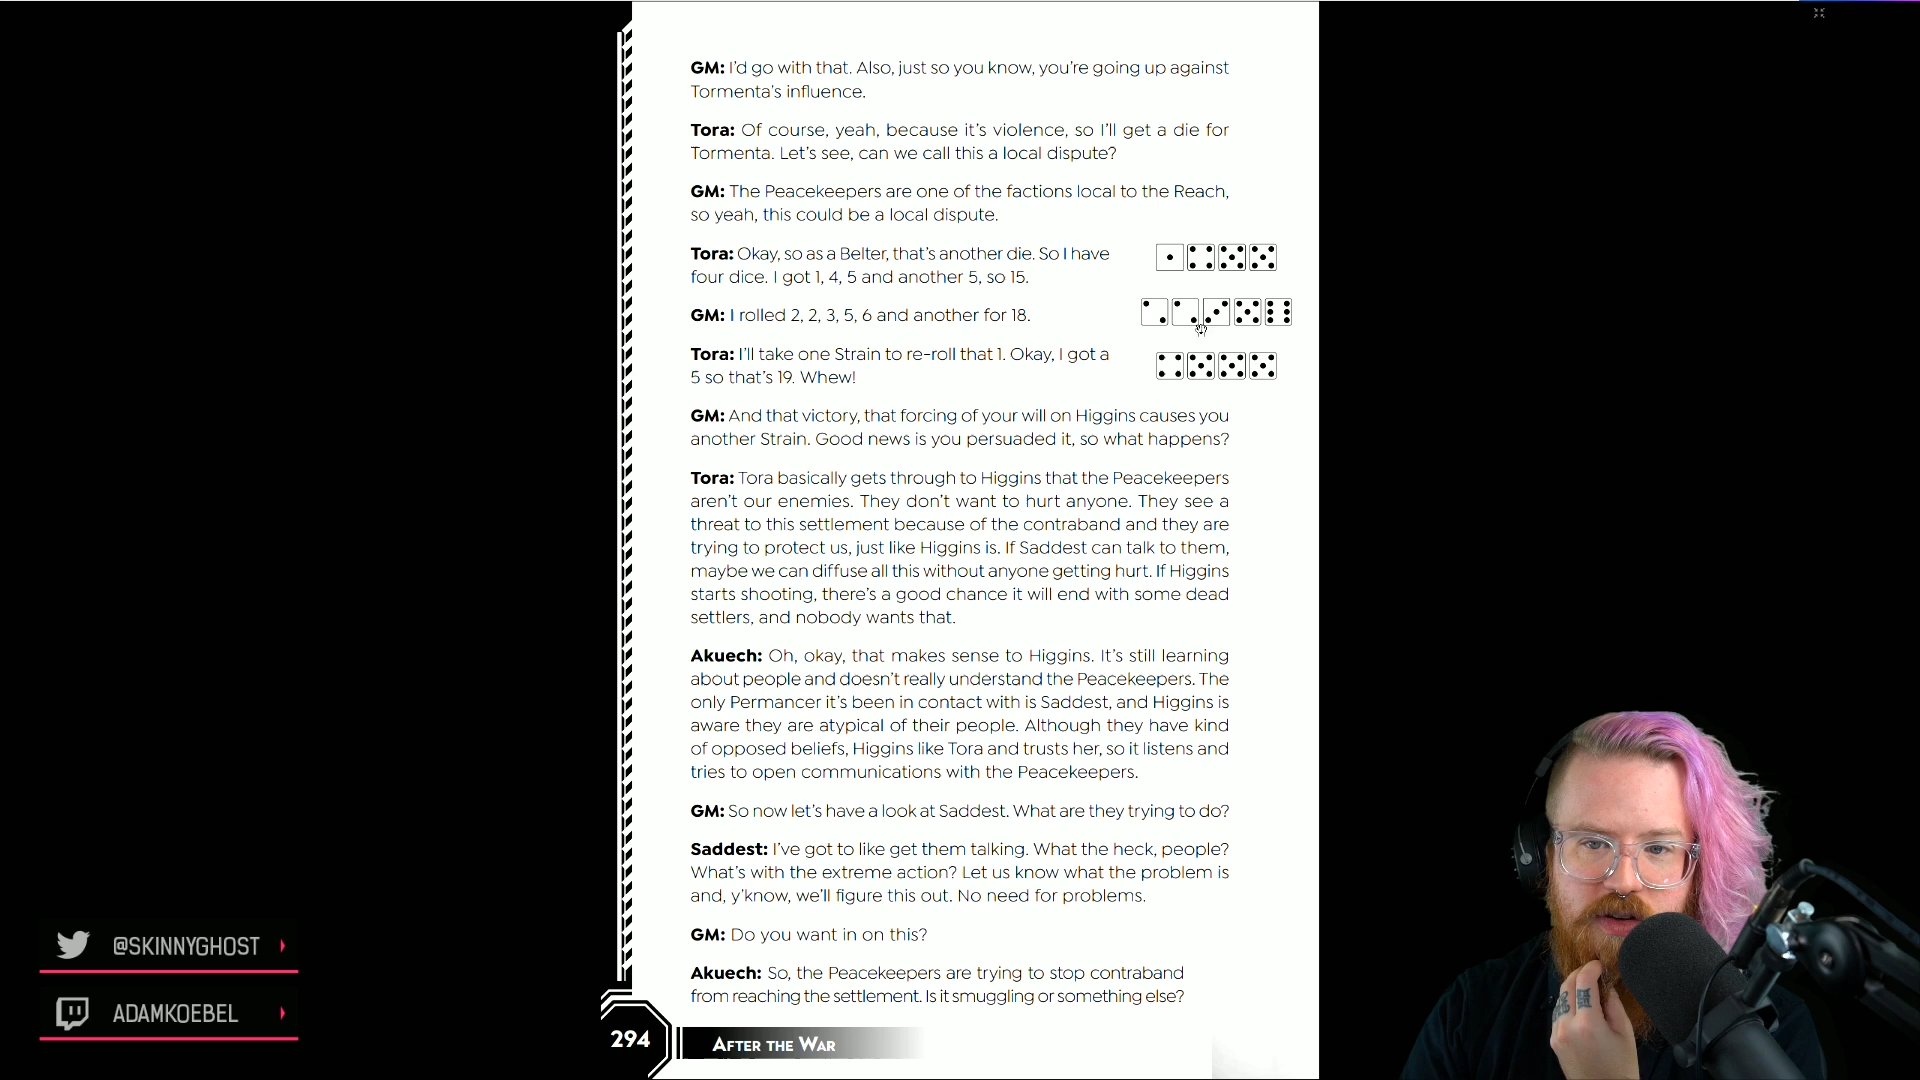 GM: I'd go with that. Also, just so you know, you're going up against
Tormenta's influence.
Tora: Of course, yeah, because it's violence, so I'll get a die for
Tormenta. Let's see, can we call this a local dispute?
GM: The Peacekeepers are one of the factions local to the Reach,
so yeah, this could be a local dispute.
Tora: Okay, so as a Belter, that's another die. So I have
four dice. I got 1, 4, 5 and another 5, so 15.
GM: I rolled 2, 2, 3, 5, 6 and another for 18.
Tora: I'll take one Strain to re-roll that 1. Okay, I got a
5 so that's 19. Whew!
GM: And that victory, that forcing of your will on Higgins causes you
another Strain. Good news is you persuaded it, so what happens?
Tora: Tora basically gets through to Higgins that the Peacekeepers
aren't our enemies. They don't want to hurt anyone. They see a
threat to this settlement because of the contraband and they are
trying to protect us, just like Higgins is. If Saddest can talk to them,
maybe we can diffuse all this without anyone getting hurt. If Higgins
starts shooting, there's a good chance it will end with some dead
settlers, and nobody wants that.
Akuech: Oh, okay, that makes sense to Higgins. It's still learning
about people and doesn't really understand the Peacekeepers. The
only Permancer it's been in contact with is Saddest, and Higgins is
aware they are atypical of their people. Although they have kind
of opposed beliefs, Higgins like Tora and trusts her, so it listens and
tries to open communications with the Peacekeepers.
GM: So now let's have a look at Saddest. What are they trying to do?
Saddest: I've got to like get them talking. What the heck, people?
What's with the extreme action? Let us know what the problem is
and, y'know, we'll figure this out. No need for problems.
GM: Do you want in on this?
Akuech: So, the Peacekeepers are trying to stop contraband
from reaching the settlement. Is it smuggling or something else?
294
After the War
@SKINNYGHOST
ADAMKOEBEL